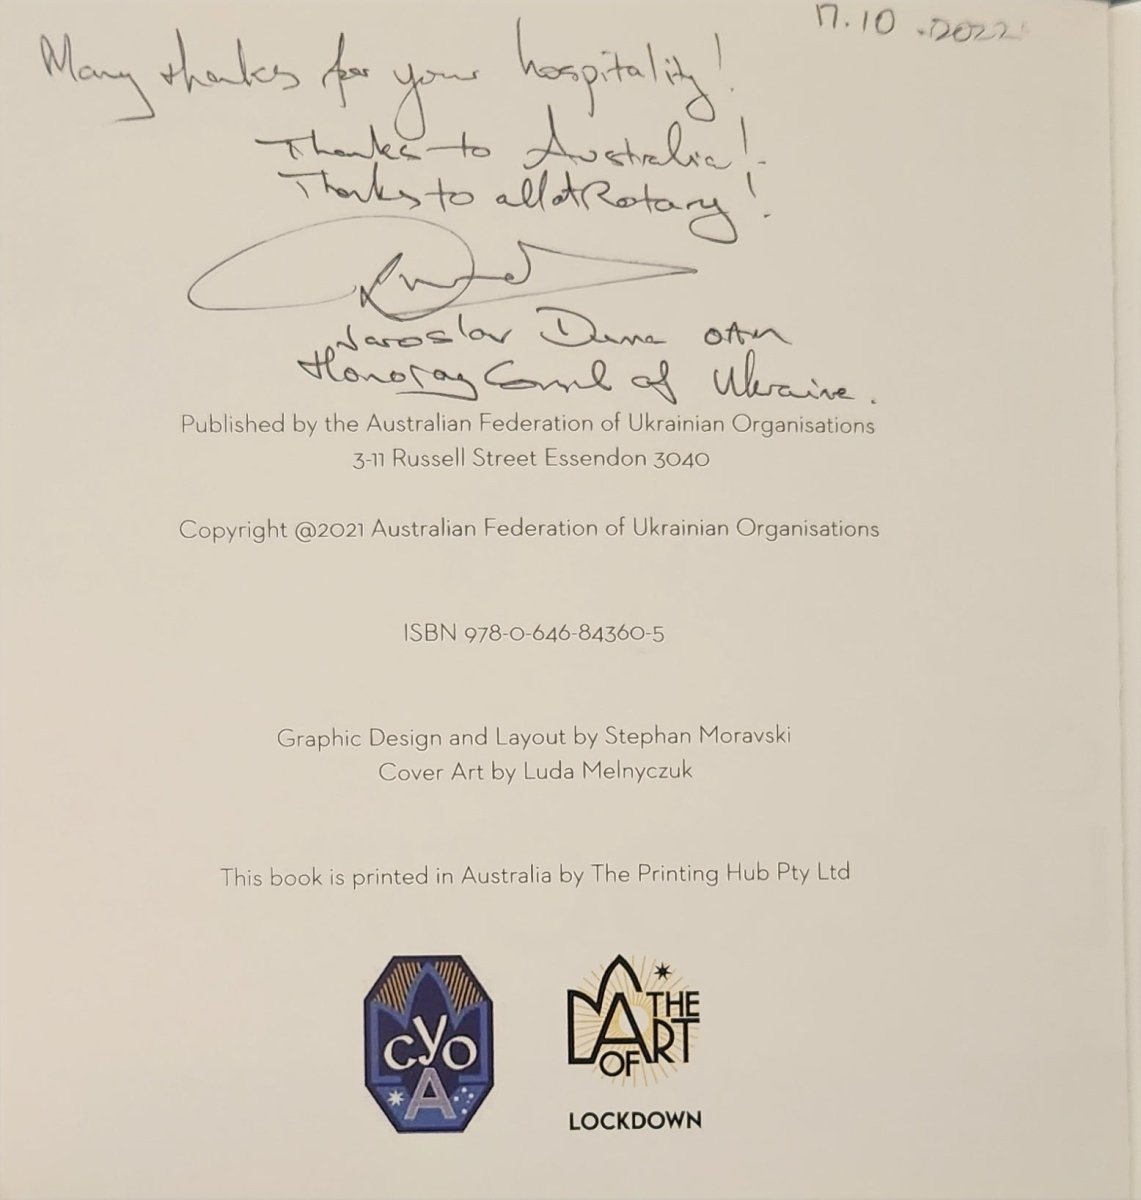 17.10.2022
Many thanks for your hospitality!
Thanks to Australia!
Thanks to all at Rotary!
Jaroslav Duma OAM
Honorary Consul of Ukraine.
Published by the Australian Federation of Ukrainian Organisations
3-11 Russell Street Essendon 3040
Copyright @2021 Australian Federation of Ukrainian Organisations
ISBN 978-0-646-84360-5
Graphic Design and Layout by Stephan Moravski
Cover Art by Luda Melnyczuk
This book is printed in Australia by The Printing Hub Pty Ltd
СУОА
THE
ART
OF
LOCKDOWN